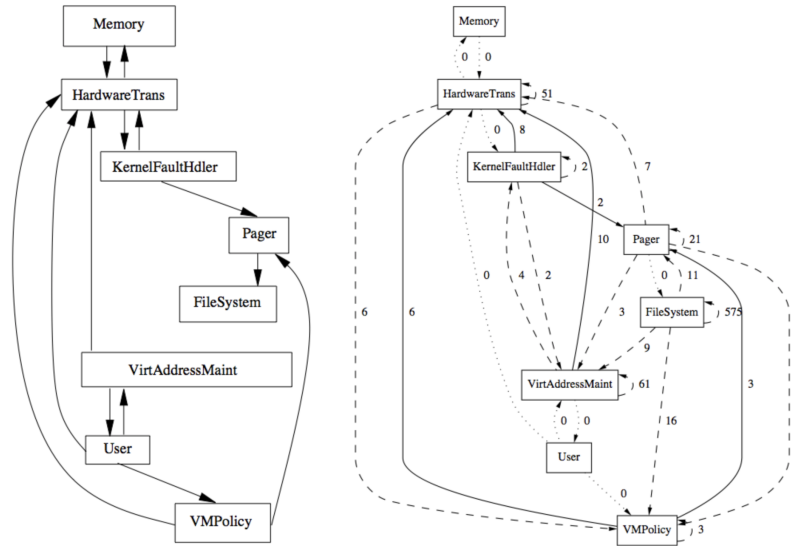 Memory
HardwareTrans
KernelFaultHdler
Pager
FileSystem
VirtAddressMaint
User
VMPolicy
Memory
0 0
HardwareTrans
51
0 8
KernelFaultHdler
2
7
2
Pager
21
10
0 11
0 4 2
FileSystem
575
6 6 3
9
VirtAddressMaint
61
3
0 0
16
User
0
VMPolicy
3